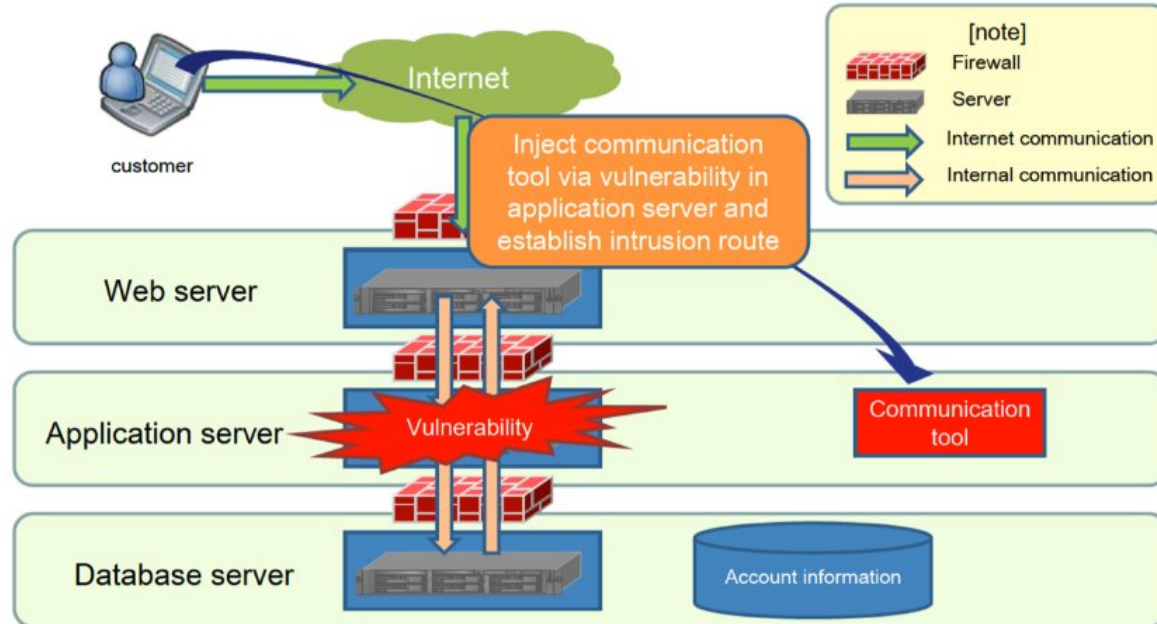 Internet
customer
[note]
Firewall
Server
Internet communication
Internal communication
Inject communication
tool via vulnerability in
application server and
establish intrusion route
Web server
Application server
Vulnerability
Communication
tool
Database server
Account information